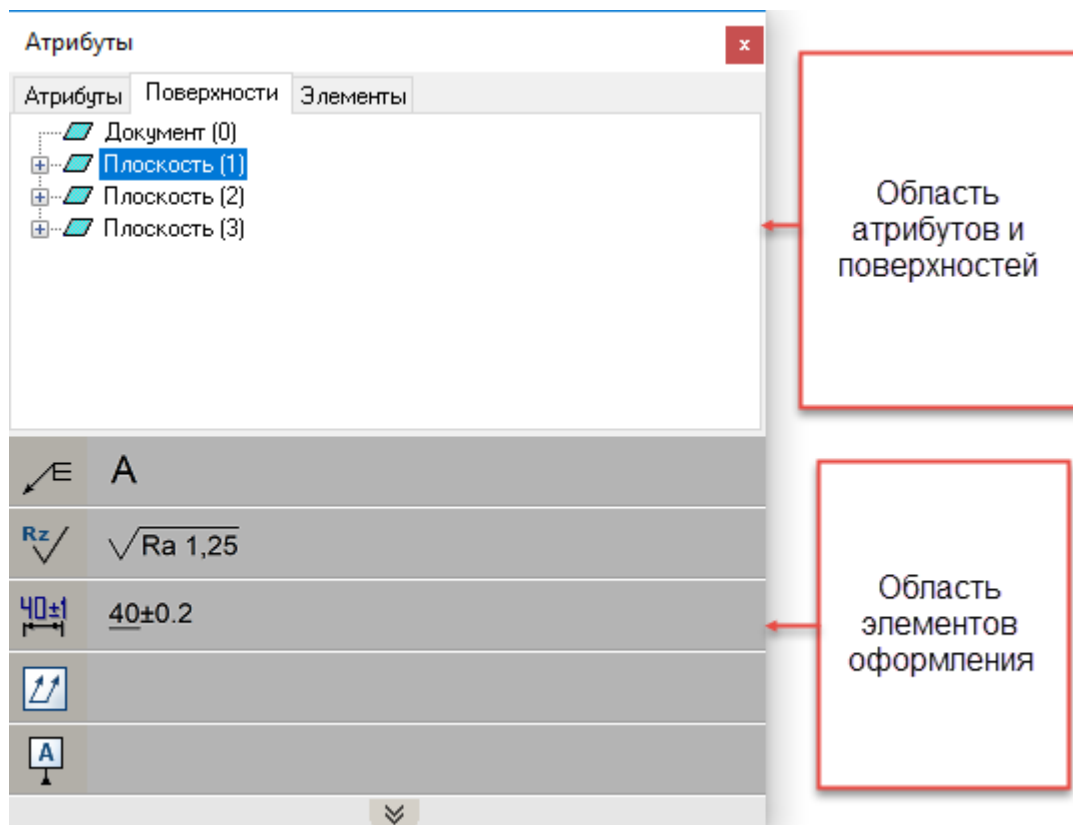 Атрибуты
x
Атрибуты Поверхности Элементы
Документ (0)
Плоскость (1)
Плоскость (2)
Плоскость (3)
Область
атрибутов и
поверхностей
A
Rz √Ra 1,25
40±1 40±0.2
A
Область
элементов
оформления